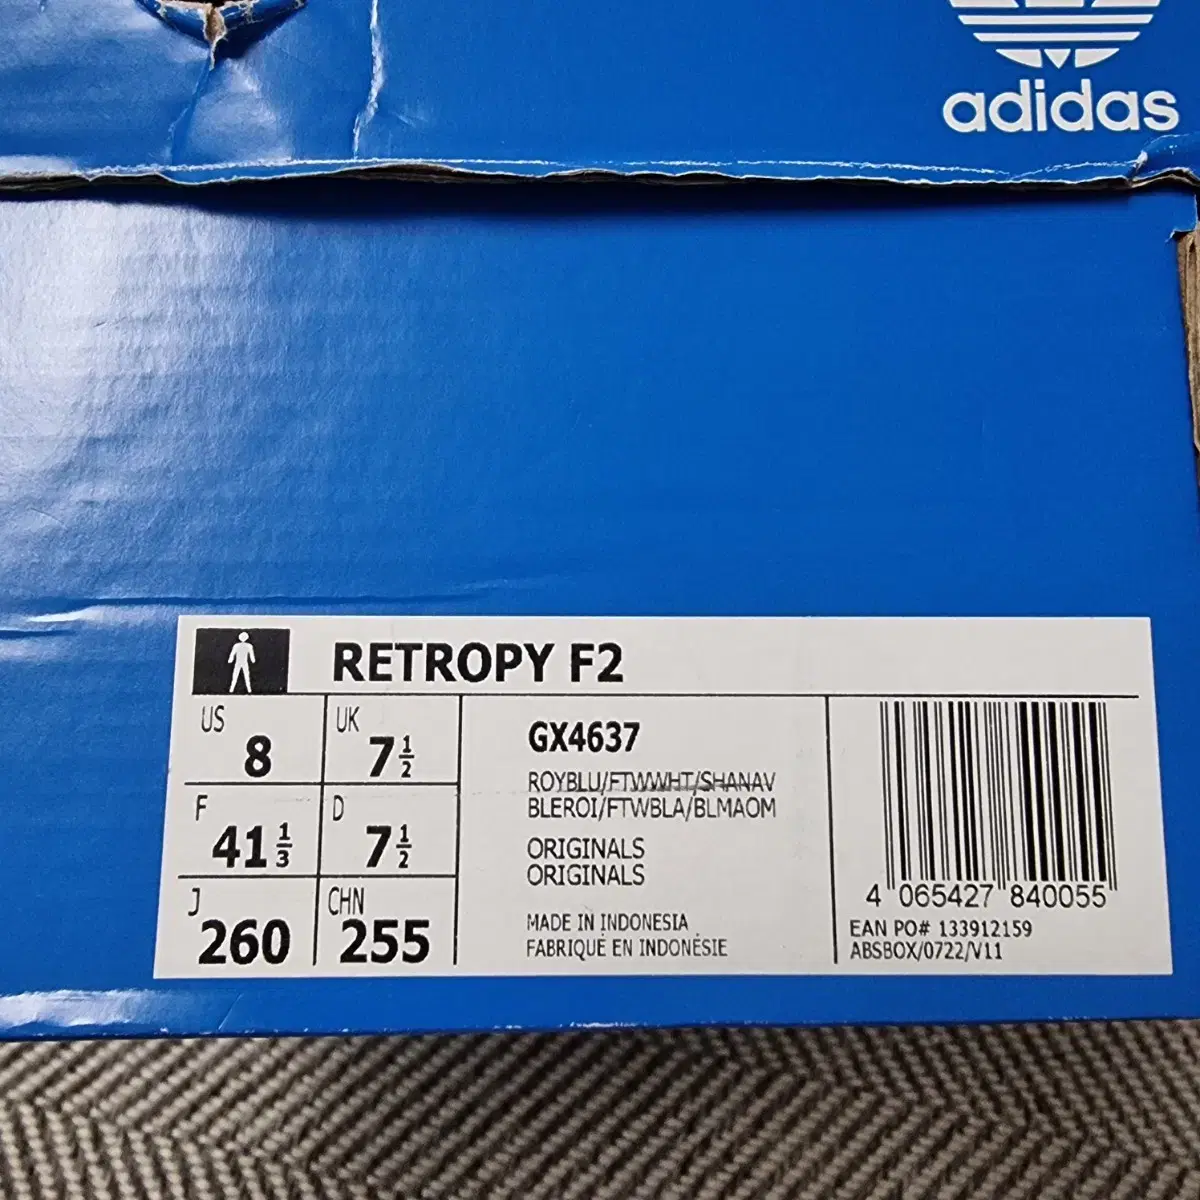 adidas
RETROPY F2
US 8
UK 7 1/2
F 41 1/3
D 7 1/2
J 260
CHN 255
GX4637
ROYBLU/FTWWHT/SHANAV
BLEROI/FTWBLA/BLMAOM
ORIGINALS
ORIGINALS
MADE IN INDONESIA
FABRIQUÉ EN INDONÉSIE
4 065427 840055
EAN PO# 133912159
ABSBOX/0722/V11